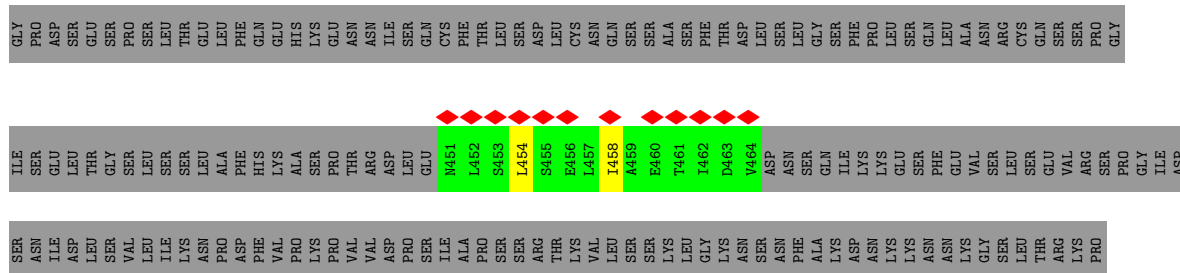 GLY PRO ASP SER GLU SER PRO SER LEU THR GLU LEU PHE GLN GLU HIS LYS GLU ASN ASN ILE SER GLN CYS PHE THR LEU SER ASP LEU CYS ASN GLN SER SER ALA SER PHE THR ASP LEU SER LEU GLY SER PHE PRO LEU SER GLN LEU ALA ASN ARG CYS GLN SER SER PRO GLY
ILE SER GLU LEU THR GLY SER LEU SER SER LEU ALA PHE HIS LYS ALA SER PRO THR ARG ASP LEU GLU N451 L452 S453 L454 S455 E456 L457 I458 A459 E460 T461 I462 D463 V464 ASP ASN SER GLN ILE LYS LYS GLU SER PHE GLU VAL SER LEU SER GLU VAL ARG SER PRO GLY ILE ASP
SER ASN ILE ASP LEU SER VAL LEU ILE LYS ASN PRO ASP PHE VAL PRO LYS PRO VAL VAL ASP PRO SER ILE ALA PRO SER SER ARG THR LYS VAL LEU SER SER LYS LEU GLY LYS ASN SER ASN PHE ALA LYS ASP ASN LYS LYS ASN ASN LYS GLY SER LEU THR ARG LYS PRO